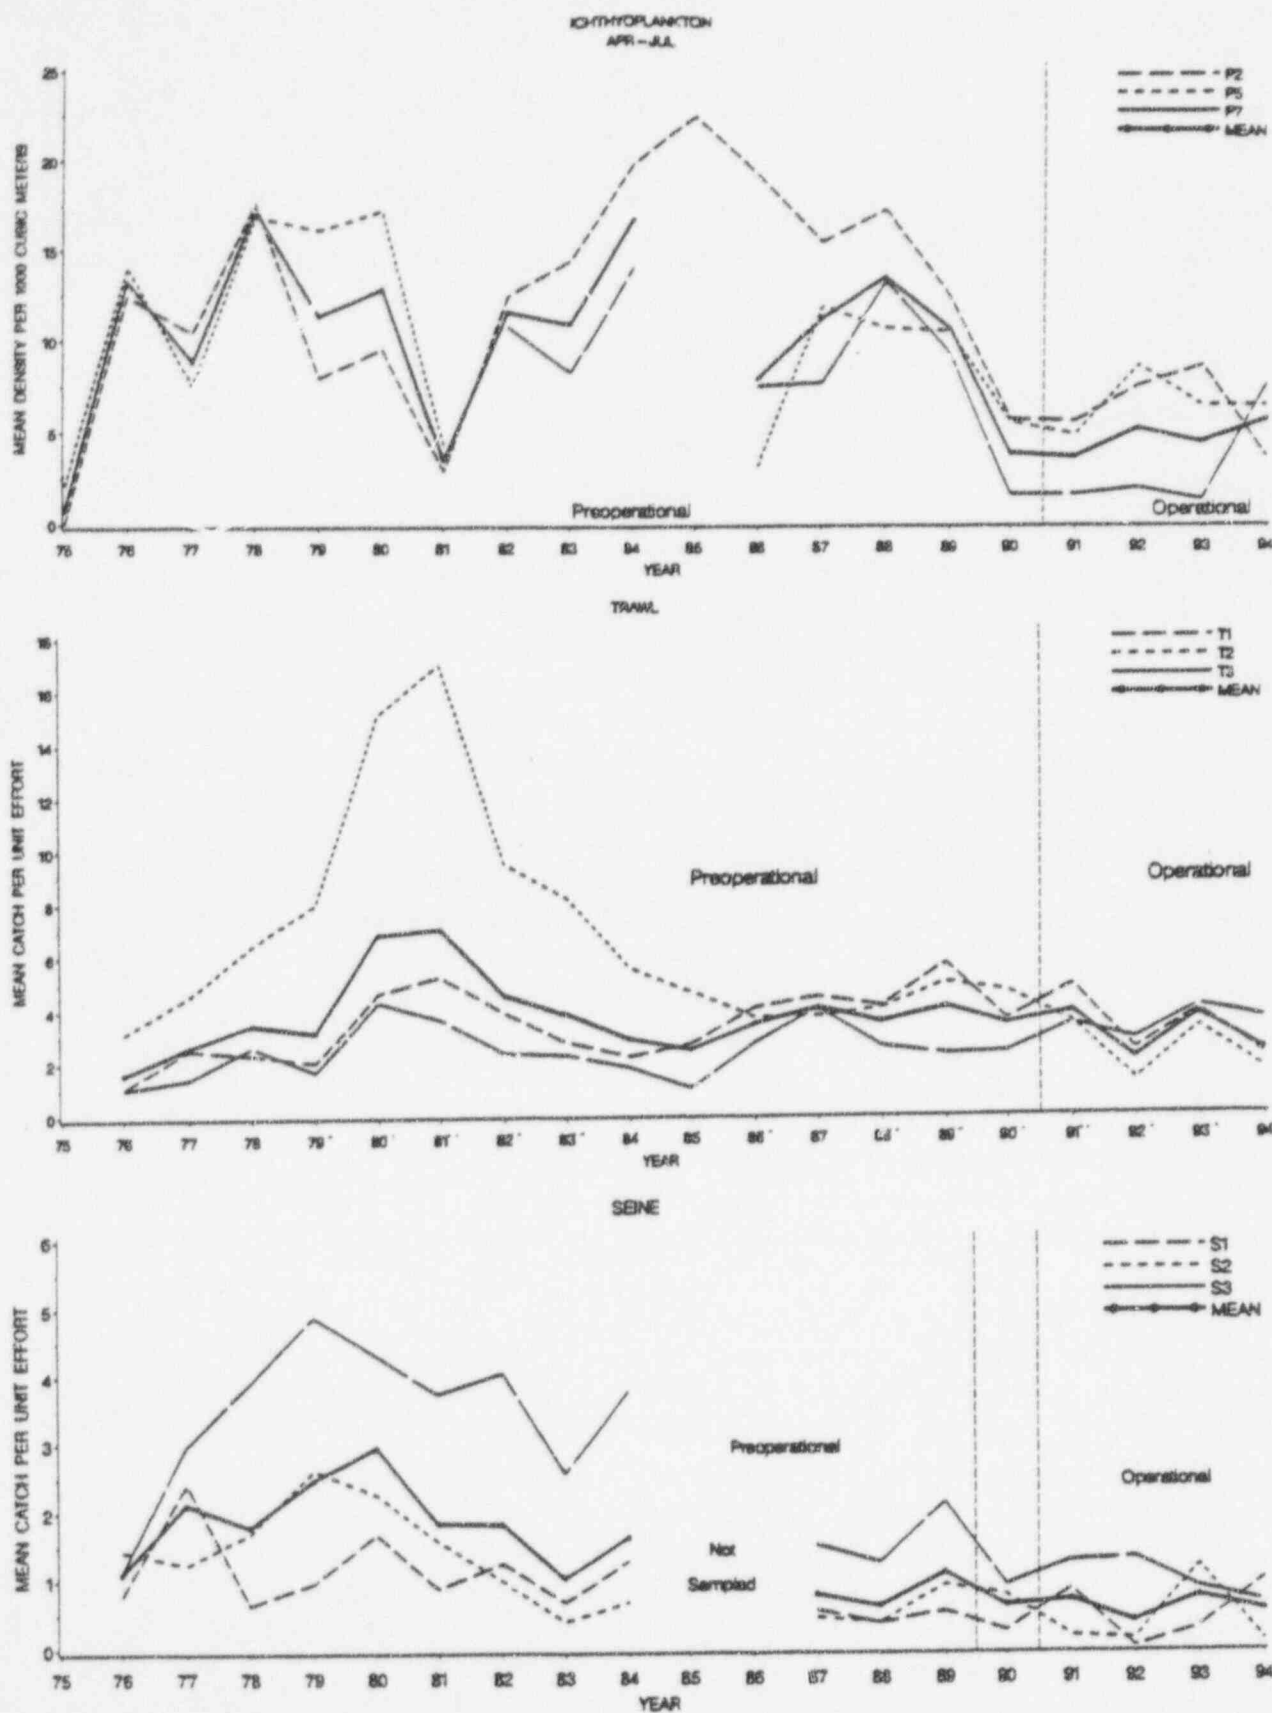 ICHTHYOPLANKTON
APR-JUL
MEAN DENSITY PER 1000 CUBIC METERS
25
20
15
10
5
0
P2
P5
P7
MEAN
Preoperational
Operational
75 76 77 78 79 80 81 82 83 84 85 86 87 88 89 90 91 92 93 94
YEAR
TRAWL
MEAN CATCH PER UNIT EFFORT
18
16
14
12
10
8
6
4
2
0
T1
T2
T3
MEAN
Preoperational
Operational
75 76 77 78 79 80 81 82 83 84 85 86 87 88 89 90 91 92 93 94
YEAR
SEINE
MEAN CATCH PER UNIT EFFORT
6
5
4
3
2
1
0
S1
S2
S3
MEAN
Preoperational
Operational
Not
Sampled
75 76 77 78 79 80 81 82 83 84 85 86 87 88 89 90 91 92 93 94
YEAR